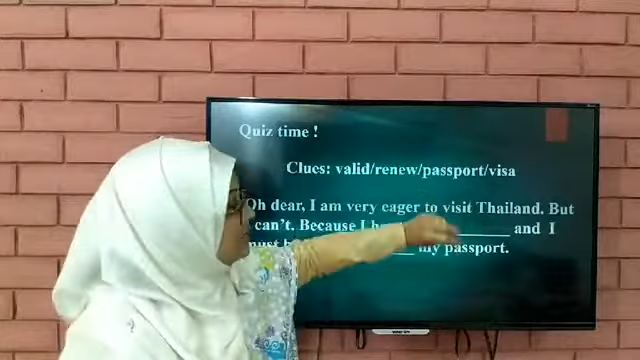 Quiz time !
Clues: valid/renew/passport/visa
Oh dear, I am very eager to visit Thailand. But
can't. Because I and I
my passport.